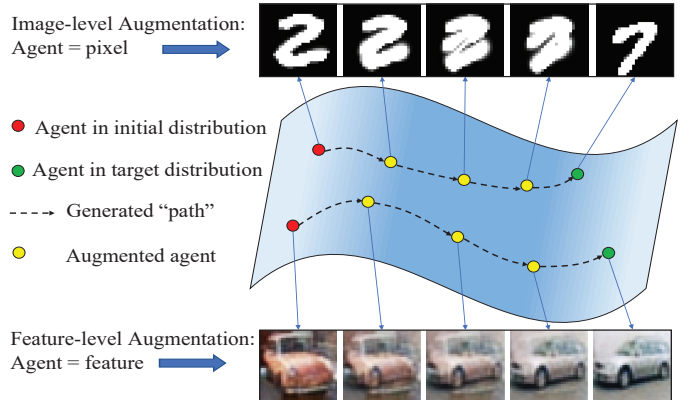 Image-level Augmentation:
Agent = pixel
Agent in initial distribution
Agent in target distribution
Generated “path”
Augmented agent
Feature-level Augmentation:
Agent = feature